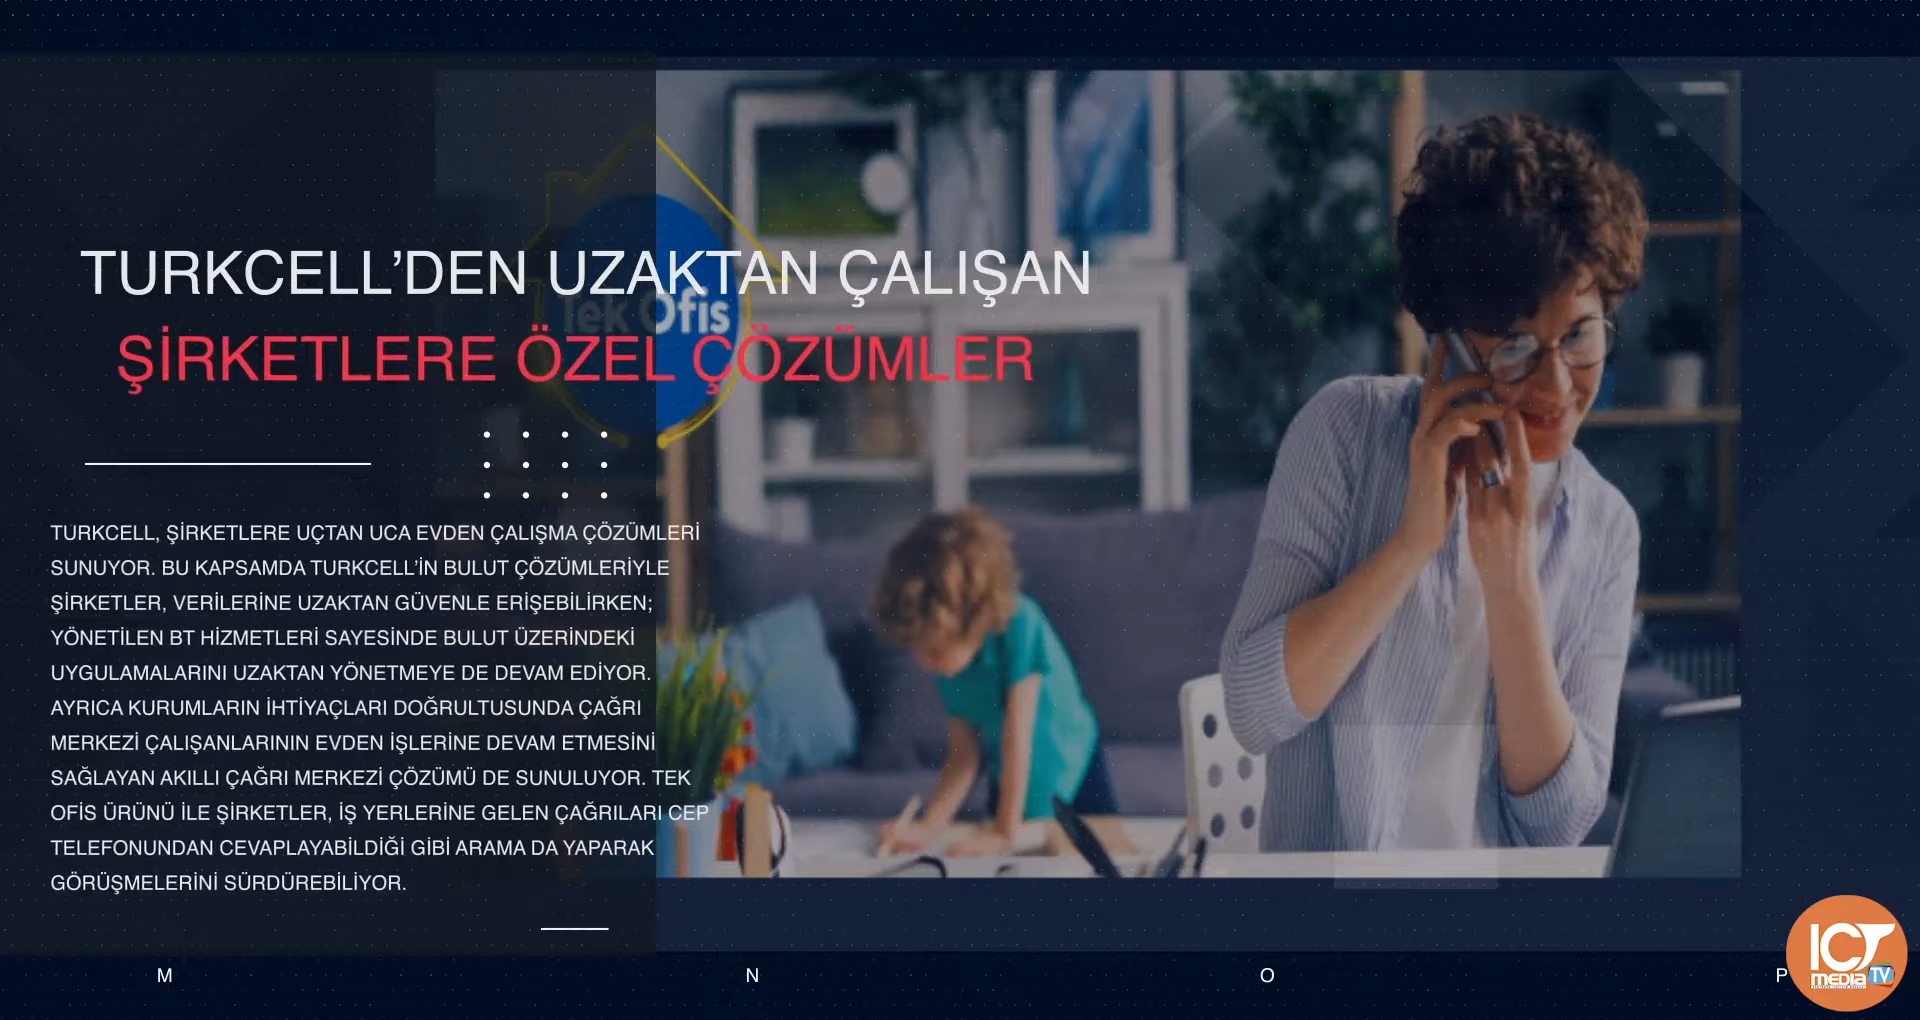 TURKCELL’DEN UZAKTAN ÇALIŞAN
Tek Ofis
ŞİRKETLERE ÖZEL ÇÖZÜMLER
TURKCELL, ŞİRKETLERE UÇTAN UCA EVDEN ÇALIŞMA ÇÖZÜMLERİ
SUNUYOR. BU KAPSAMDA TURKCELL’İN BULUT ÇÖZÜMLERİYLE
ŞİRKETLER, VERİLERİNE UZAKTAN GÜVENLE ERİŞEBİLİRKEN;
YÖNETİLEN BT HİZMETLERİ SAYESİNDE BULUT ÜZERİNDEKİ
UYGULAMALARINI UZAKTAN YÖNETMEYE DE DEVAM EDİYOR.
AYRICA KURUMLARIN İHTİYAÇLARI DOĞRULTUSUNDA ÇAĞRI
MERKEZİ ÇALIŞANLARININ EVDEN İŞLERİNE DEVAM ETMESİNİ
SAĞLAYAN AKILLI ÇAĞRI MERKEZİ ÇÖZÜMÜ DE SUNULUYOR. TEK
OFİS ÜRÜNÜ İLE ŞİRKETLER, İŞ YERLERİNE GELEN ÇAĞRILARI CEP
TELEFONUNDAN CEVAPLAYABİLDİĞİ GİBİ ARAMA DA YAPARAK
GÖRÜŞMELERİNİ SÜRDÜREBİLİYOR.
M N O P
ICT
MEDIA TV